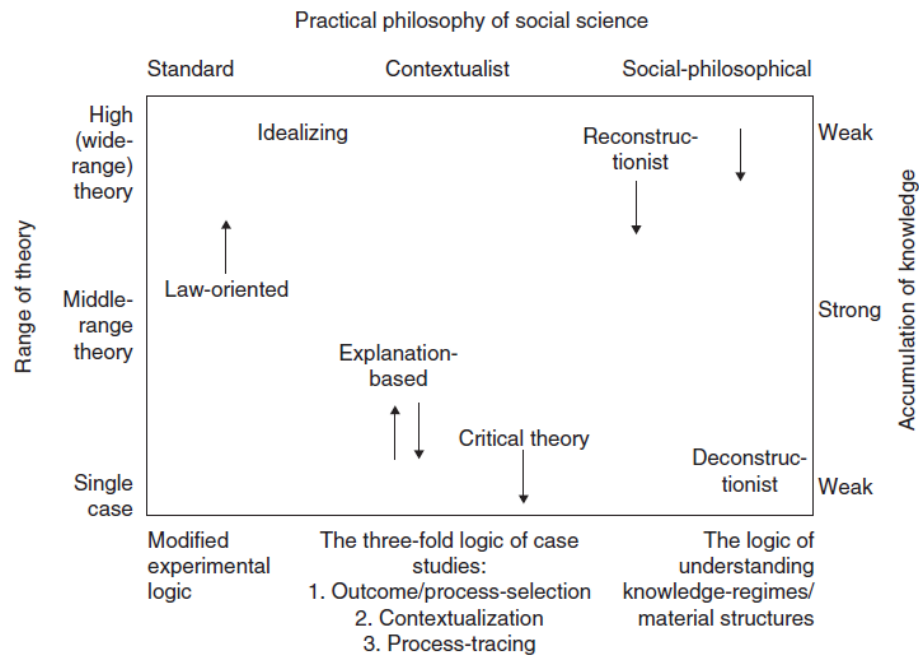 Practical philosophy of social science
Standard
Contextualist
Social-philosophical
High
(wide-
range)
theory
Idealizing
Reconstruc-
tionist
Weak
Range of theory
Accumulation of knowledge
Law-oriented
Middle-
range
theory
Strong
Explanation-
based
Critical theory
Deconstruc-
tionist
Single
case
Weak
Modified
experimental
logic
The three-fold logic of case
studies:
1. Outcome/process-selection
2. Contextualization
3. Process-tracing
The logic of
understanding
knowledge-regimes/
material structures